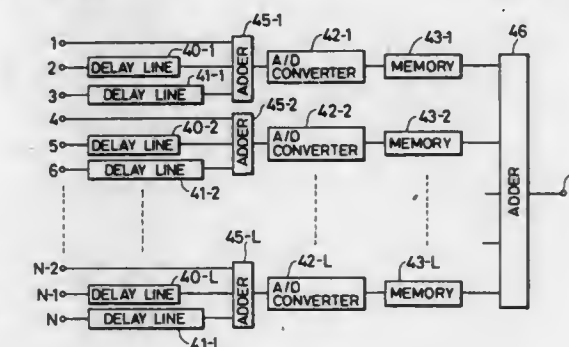 45-1
40-1
42-1
43-1
46
1
2
DELAY LINE
ADDER
A/D
CONVERTER
MEMORY
41-1
3
DELAY LINE
45-2
4
40-2
42-2
43-2
5
DELAY LINE
ADDER
A/D
CONVERTER
MEMORY
6
DELAY LINE
41-2
ADDER
45-L
N-2
40-L
42-L
43-L
N-1
DELAY LINE
ADDER
A/D
CONVERTER
MEMORY
N
DELAY LINE
41-L